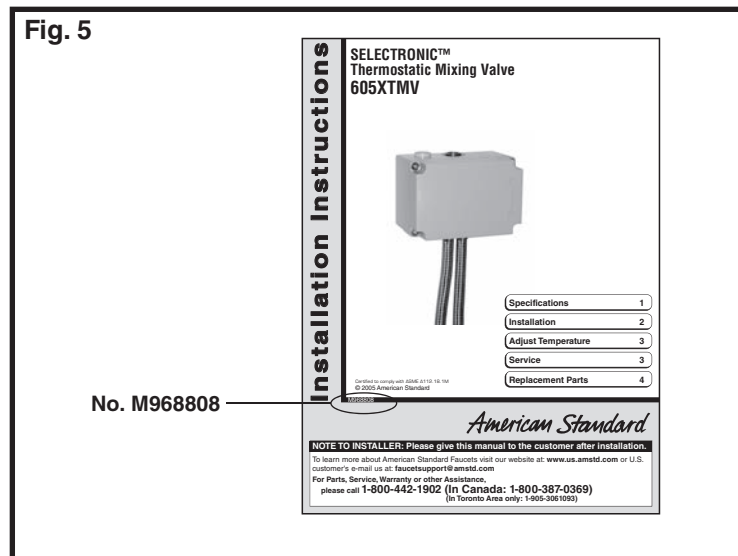 Fig. 5
Installation Instructions
SELECTRONIC™
Thermostatic Mixing Valve
605XTMV
Specifications 1
Installation 2
Adjust Temperature 3
Service 3
Replacement Parts 4
Certified to comply with ASME A112.18.1M
© 2005 American Standard
M968808
No. M968808
American Standard
NOTE TO INSTALLER: Please give this manual to the customer after installation.
To learn more about American Standard Faucets visit our website at: www.us.amstd.com or U.S.
customer's e-mail us at: faucetsupport@amstd.com
For Parts, Service, Warranty or other Assistance,
please call 1-800-442-1902 (In Canada: 1-800-387-0369)
(In Toronto Area only: 1-905-3061093)